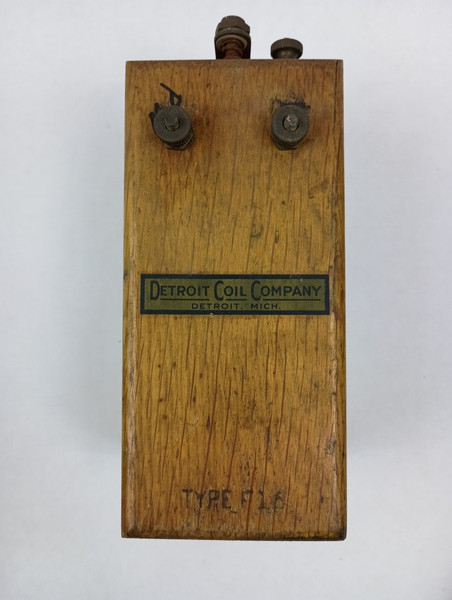 DETROIT COIL COMPANY
DETROIT, MICH.
TYPE F16